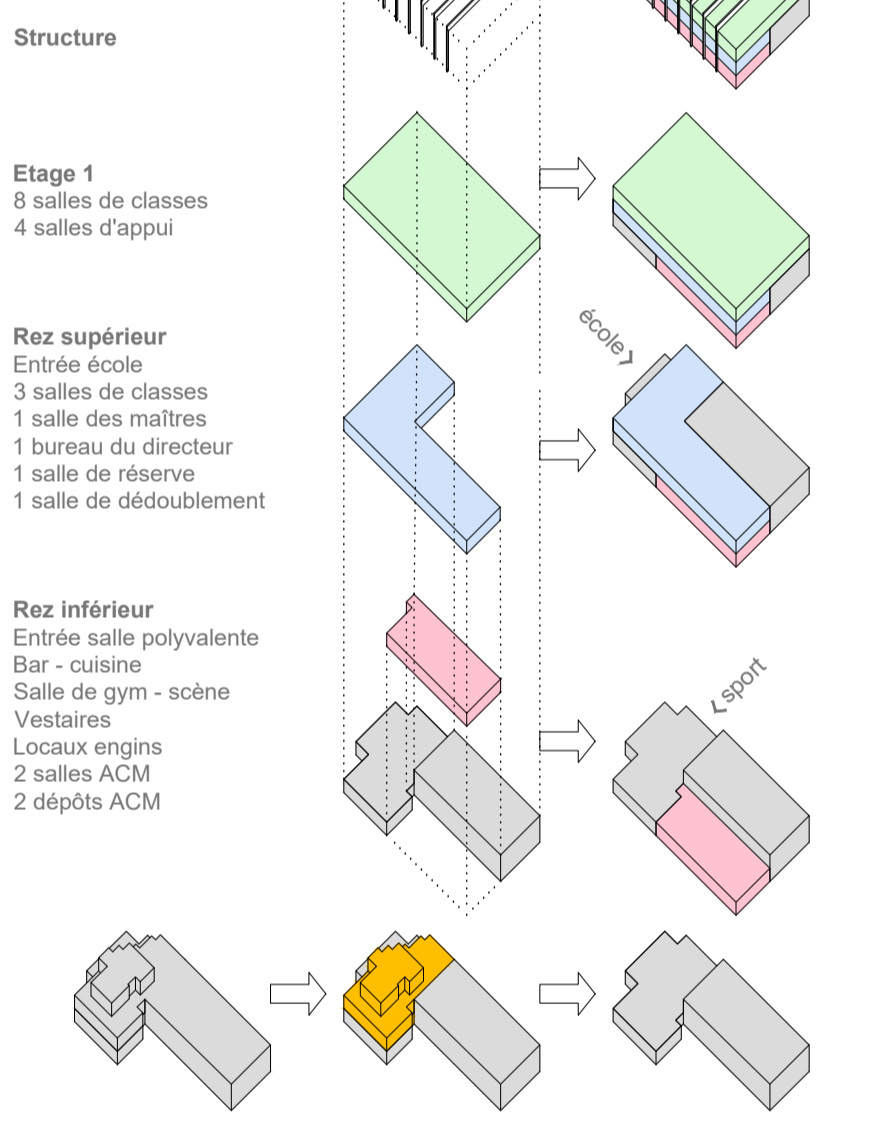 Structure
Etage 1
8 salles de classes
4 salles d'appui
école
Rez supérieur
Entrée école
3 salles de classes
1 salle des maîtres
1 bureau du directeur
1 salle de réserve
1 salle de dédoublement
Rez inférieur
Entrée salle polyvalente
Bar - cuisine
Salle de gym - scène
Vestaires
Locaux engins
2 salles ACM
2 dépôts ACM
sport